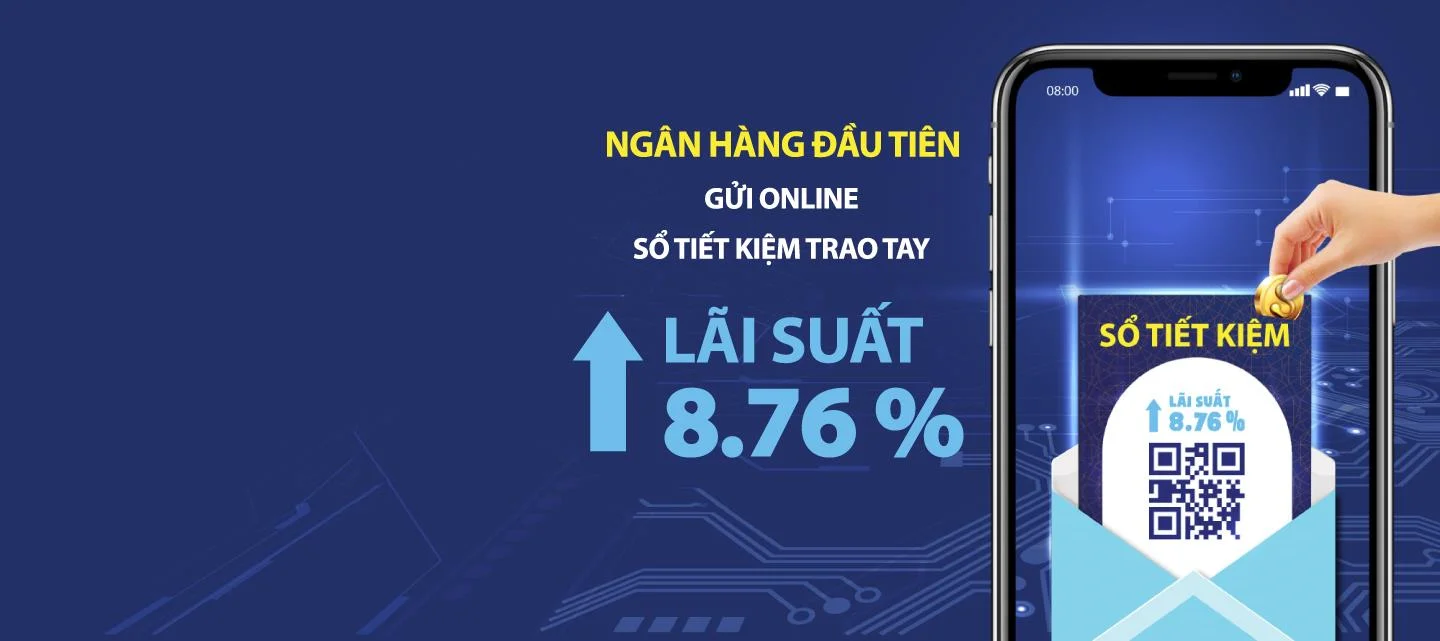 NGÂN HÀNG ĐẦU TIÊN
GỬI ONLINE
SỔ TIẾT KIỆM TRAO TAY
LÃI SUẤT
8.76 %
08:00
SỔ TIẾT KIỆM
LÃI SUẤT
8.76 %